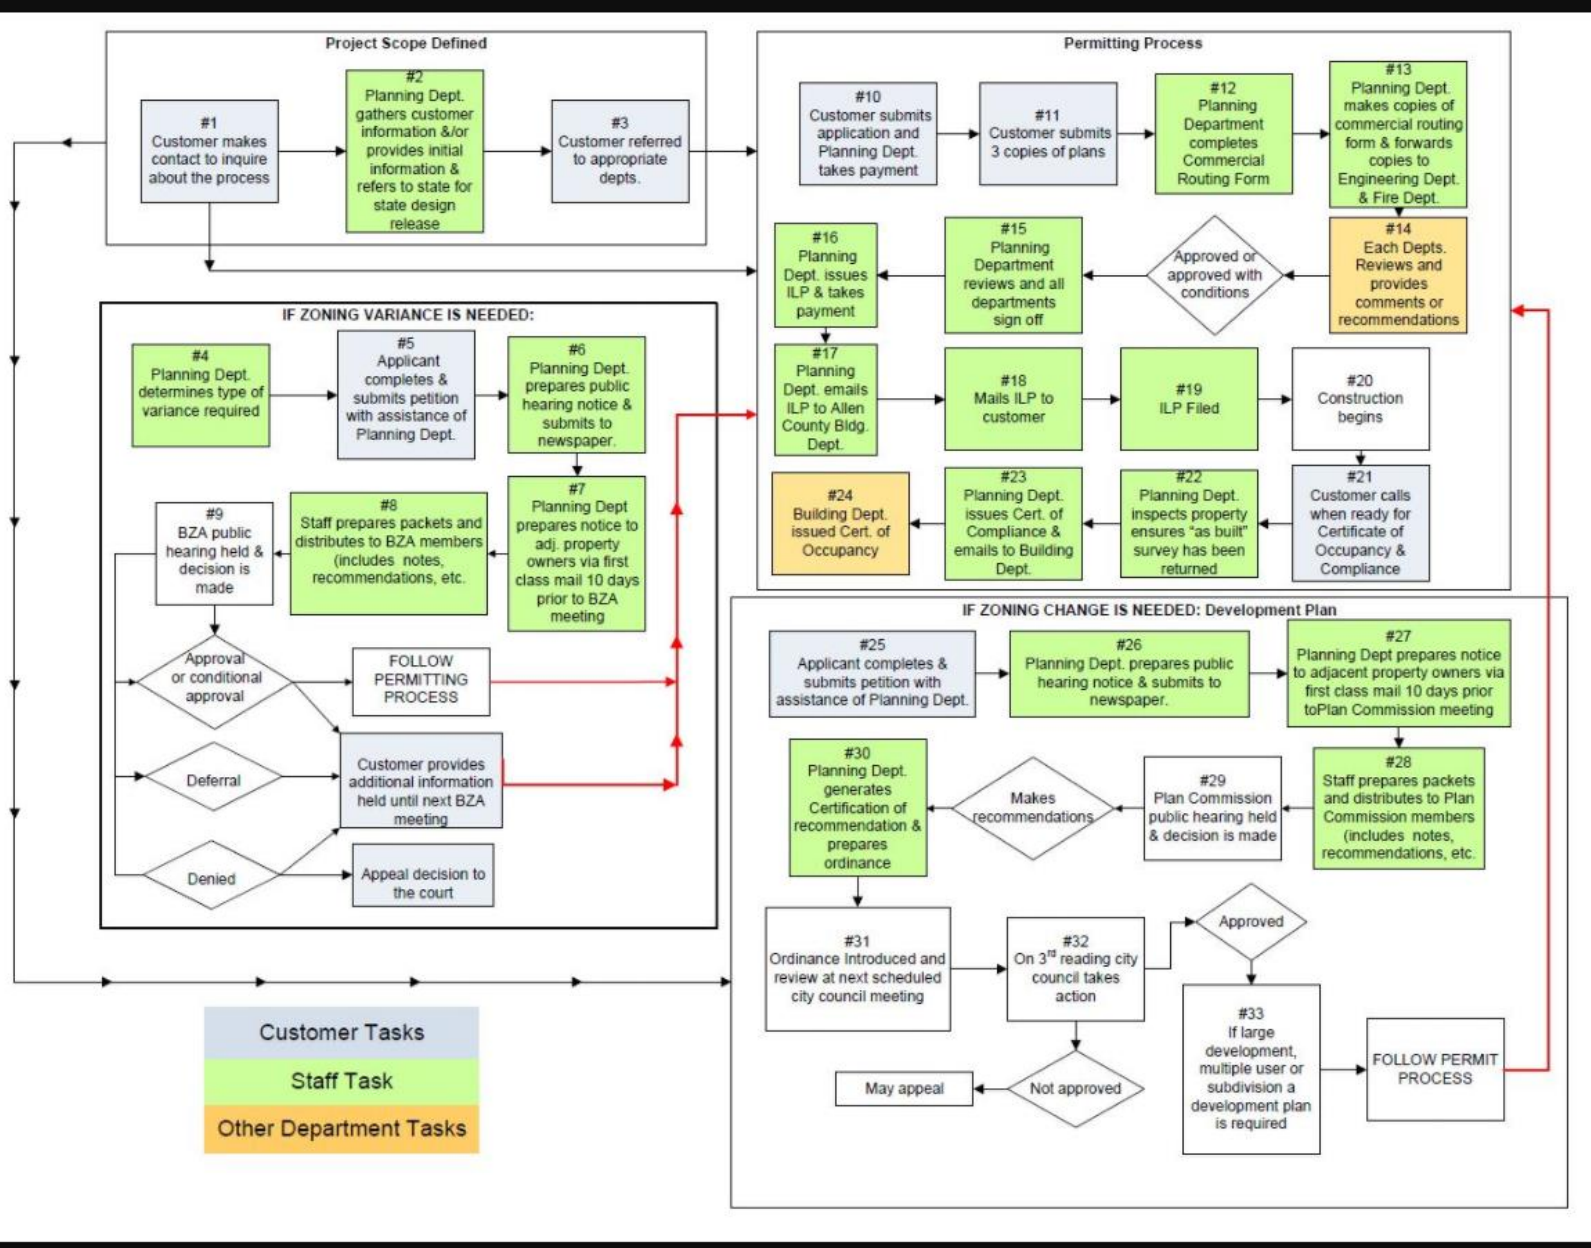 Project Scope Defined
#1
Customer makes
contact to inquire
about the process
#2
Planning Dept.
gathers customer
information &/or
provides initial
information &
refers to state for
state design
release
#3
Customer referred
to appropriate
depts.
Permitting Process
#10
Customer submits
application and
Planning Dept.
takes payment
#11
Customer submits
3 copies of plans
#12
Planning
Department
completes
Commercial
Routing Form
#13
Planning Dept.
makes copies of
commercial routing
form & forwards
copies to
Engineering Dept.
& Fire Dept.
#14
Each Depts.
Reviews and
provides
comments or
recommendations
Approved or
approved with
conditions
#15
Planning
Department
reviews and all
departments
sign off
#16
Planning
Dept. issues
ILP & takes
payment
#17
Planning
Dept. emails
ILP to Allen
County Bldg.
Dept.
#18
Mails ILP to
customer
#19
ILP Filed
#20
Construction
begins
#21
Customer calls
when ready for
Certificate of
Occupancy &
Compliance
#22
Planning Dept.
inspects property
ensures “as built”
survey has been
returned
#23
Planning Dept.
issues Cert. of
Compliance &
emails to Building
Dept.
#24
Building Dept.
issued Cert. of
Occupancy
IF ZONING VARIANCE IS NEEDED:
#4
Planning Dept.
determines type of
variance required
#5
Applicant
completes &
submits petition
with assistance of
Planning Dept.
#6
Planning Dept.
prepares public
hearing notice &
submits to
newspaper.
#7
Planning Dept
prepares notice to
adj. property
owners via first
class mail 10 days
prior to BZA
meeting
#8
Staff prepares packets and
distributes to BZA members
(includes notes,
recommendations, etc.
#9
BZA public
hearing held &
decision is
made
Approval
or conditional
approval
FOLLOW
PERMITTING
PROCESS
Deferral
Customer provides
additional information
held until next BZA
meeting
Denied
Appeal decision to
the court
IF ZONING CHANGE IS NEEDED: Development Plan
#25
Applicant completes &
submits petition with
assistance of Planning Dept.
#26
Planning Dept. prepares public
hearing notice & submits to
newspaper.
#27
Planning Dept prepares notice
to adjacent property owners via
first class mail 10 days prior
toPlan Commission meeting
#28
Staff prepares packets
and distributes to Plan
Commission members
(includes notes,
recommendations, etc.
#29
Plan Commission
public hearing held
& decision is made
Makes
recommendations
#30
Planning Dept.
generates
Certification of
recommendation &
prepares
ordinance
#31
Ordinance Introduced and
review at next scheduled
city council meeting
#32
On 3rd reading city
council takes
action
Approved
#33
If large
development,
multiple user or
subdivision a
development plan
is required
FOLLOW PERMIT
PROCESS
Not approved
May appeal
Customer Tasks
Staff Task
Other Department Tasks